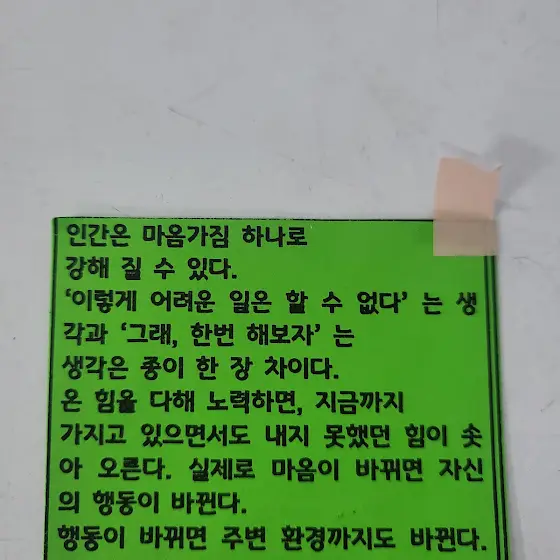 인간은 마음가짐 하나로
강해 질 수 있다.
‘이렇게 어려운 일은 할 수 없다’ 는 생
각과 ‘그래, 한번 해보자’ 는
생각은 종이 한 장 차이다.
온 힘을 다해 노력하면, 지금까지
가지고 있으면서도 내지 못했던 힘이 솟
아 오른다. 실제로 마음이 바뀌면 자신
의 행동이 바뀐다.
행동이 바뀌면 주변 환경까지도 바뀐다.